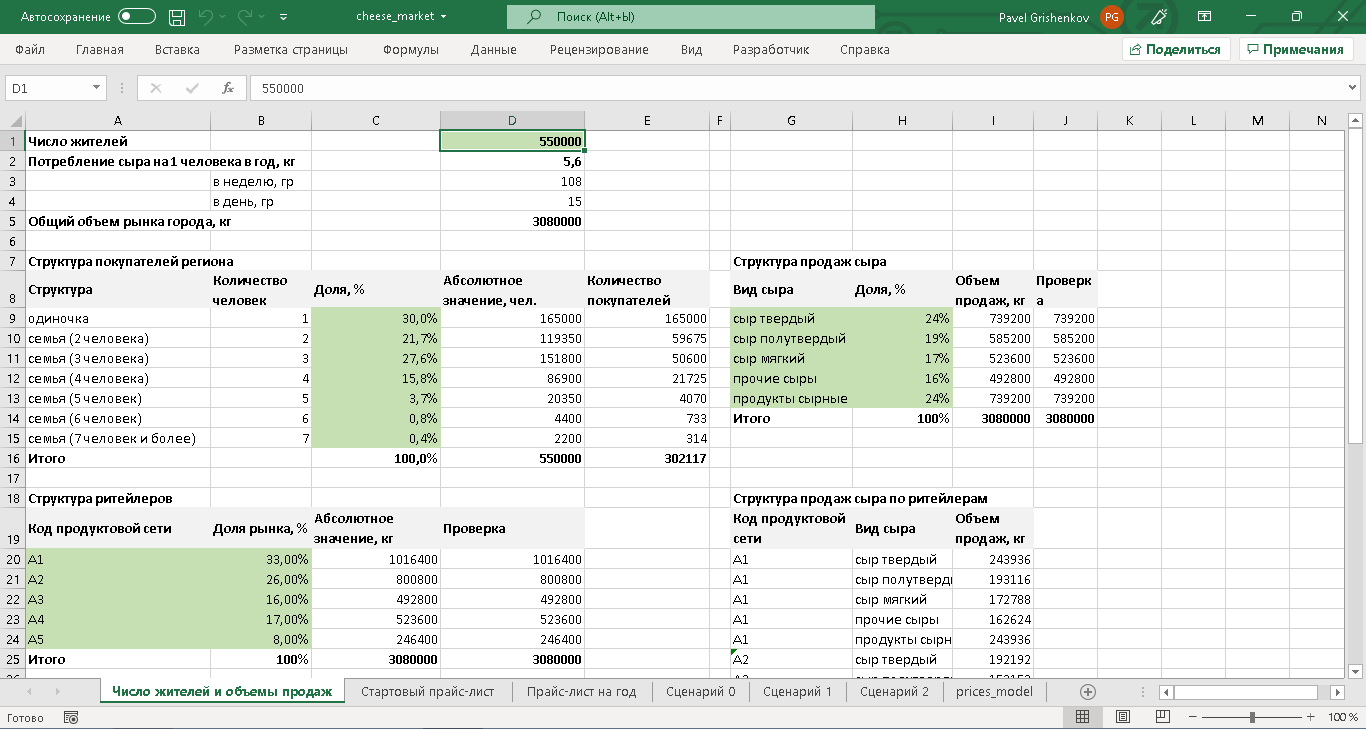 Автосохранение cheese_market Поиск (Alt+Ы) Pavel Grishenkov PG
Файл Главная Вставка Разметка страницы Формулы Данные Рецензирование Вид Разработчик Справка Поделиться Примечания
D1 fx 550000
A B C D E F G H I J K L M N
1 Число жителей 550000
2 Потребление сыра на 1 человека в год, кг 5,6
3 в неделю, гр 108
4 в день, гр 15
5 Общий объем рынка города, кг 3080000
6
7 Структура покупателей региона Структура продаж сыра
8 Структура Количество человек Доля, % Абсолютное значение, чел. Количество покупателей Вид сыра Доля, % Объем продаж, кг Проверка
9 одиночка 1 30,0% 165000 165000 сыр твердый 24% 739200 739200
10 семья (2 человека) 2 21,7% 119350 59675 сыр полутвердый 19% 585200 585200
11 семья (3 человека) 3 27,6% 151800 50600 сыр мягкий 17% 523600 523600
12 семья (4 человека) 4 15,8% 86900 21725 прочие сыры 16% 492800 492800
13 семья (5 человек) 5 3,7% 20350 4070 продукты сырные 24% 739200 739200
14 семья (6 человек) 6 0,8% 4400 733 Итого 100% 3080000 3080000
15 семья (7 человек и более) 7 0,4% 2200 314
16 Итого 100,0% 550000 302117
17
18 Структура ритейлеров Структура продаж сыра по ритейлерам
19 Код продуктовой сети Доля рынка, % Абсолютное значение, кг Проверка Код продуктовой сети Вид сыра Объем продаж, кг
20 A1 33,00% 1016400 1016400 A1 сыр твердый 243936
21 A2 26,00% 800800 800800 A1 сыр полутверд 193116
22 A3 16,00% 492800 492800 A1 сыр мягкий 172788
23 A4 17,00% 523600 523600 A1 прочие сыры 162624
24 A5 8,00% 246400 246400 A1 продукты сырн 243936
25 Итого 100% 3080000 3080000 A2 сыр твердый 192192
Число жителей и объемы продаж Стартовый прайс-лист Прайс-лист на год Сценарий 0 Сценарий 1 Сценарий 2 prices_model
Готово 100 %